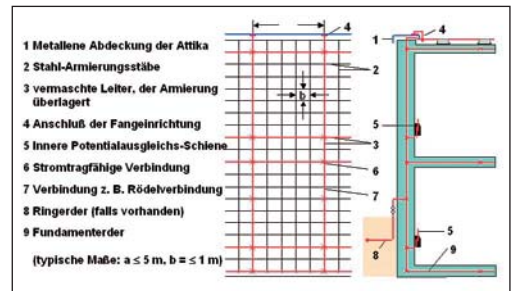 1 Metallene Abdeckung der Attika
2 Stahl-Armierungsstäbe
3 vermaschte Leiter, der Armierung
überlagert
4 Anschluß der Fangeinrichtung
5 Innere Potentialausgleichs-Schiene
6 Stromtragfähige Verbindung
7 Verbindung z. B. Rödelverbindung
8 Ringerder (falls vorhanden)
9 Fundamenterder
(typische Maße: a ≤ 5 m, b = ≤ 1 m)
a
4
2
b
3
6
7
1
4
5
5
8
9